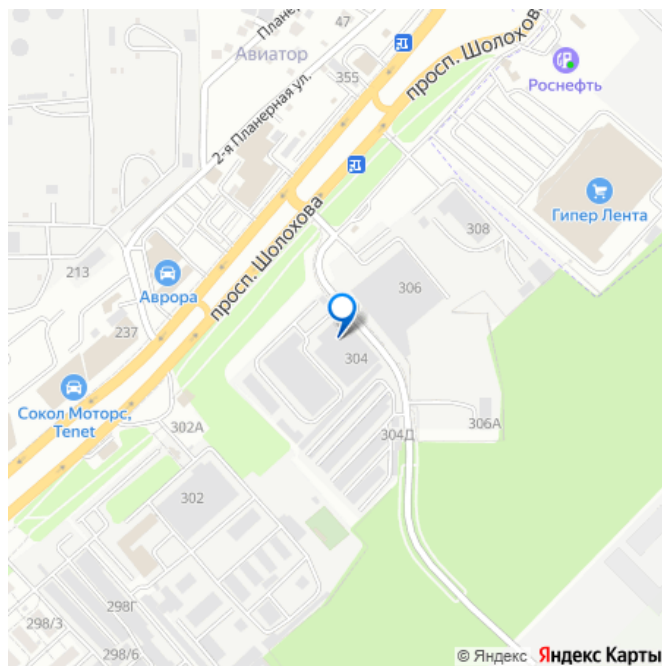 47
Планерн
Авиатор
355
просп. Шолохова
Роснефть
2-я Планерная ул.
Гипер Лента
308
213
просп. Шолохова
Аврора
306
237
304
Сокол Моторс,
Tenet
302А
304Д
306А
302
298Г
298/3
298/6
© Яндекс Яндекс Карты